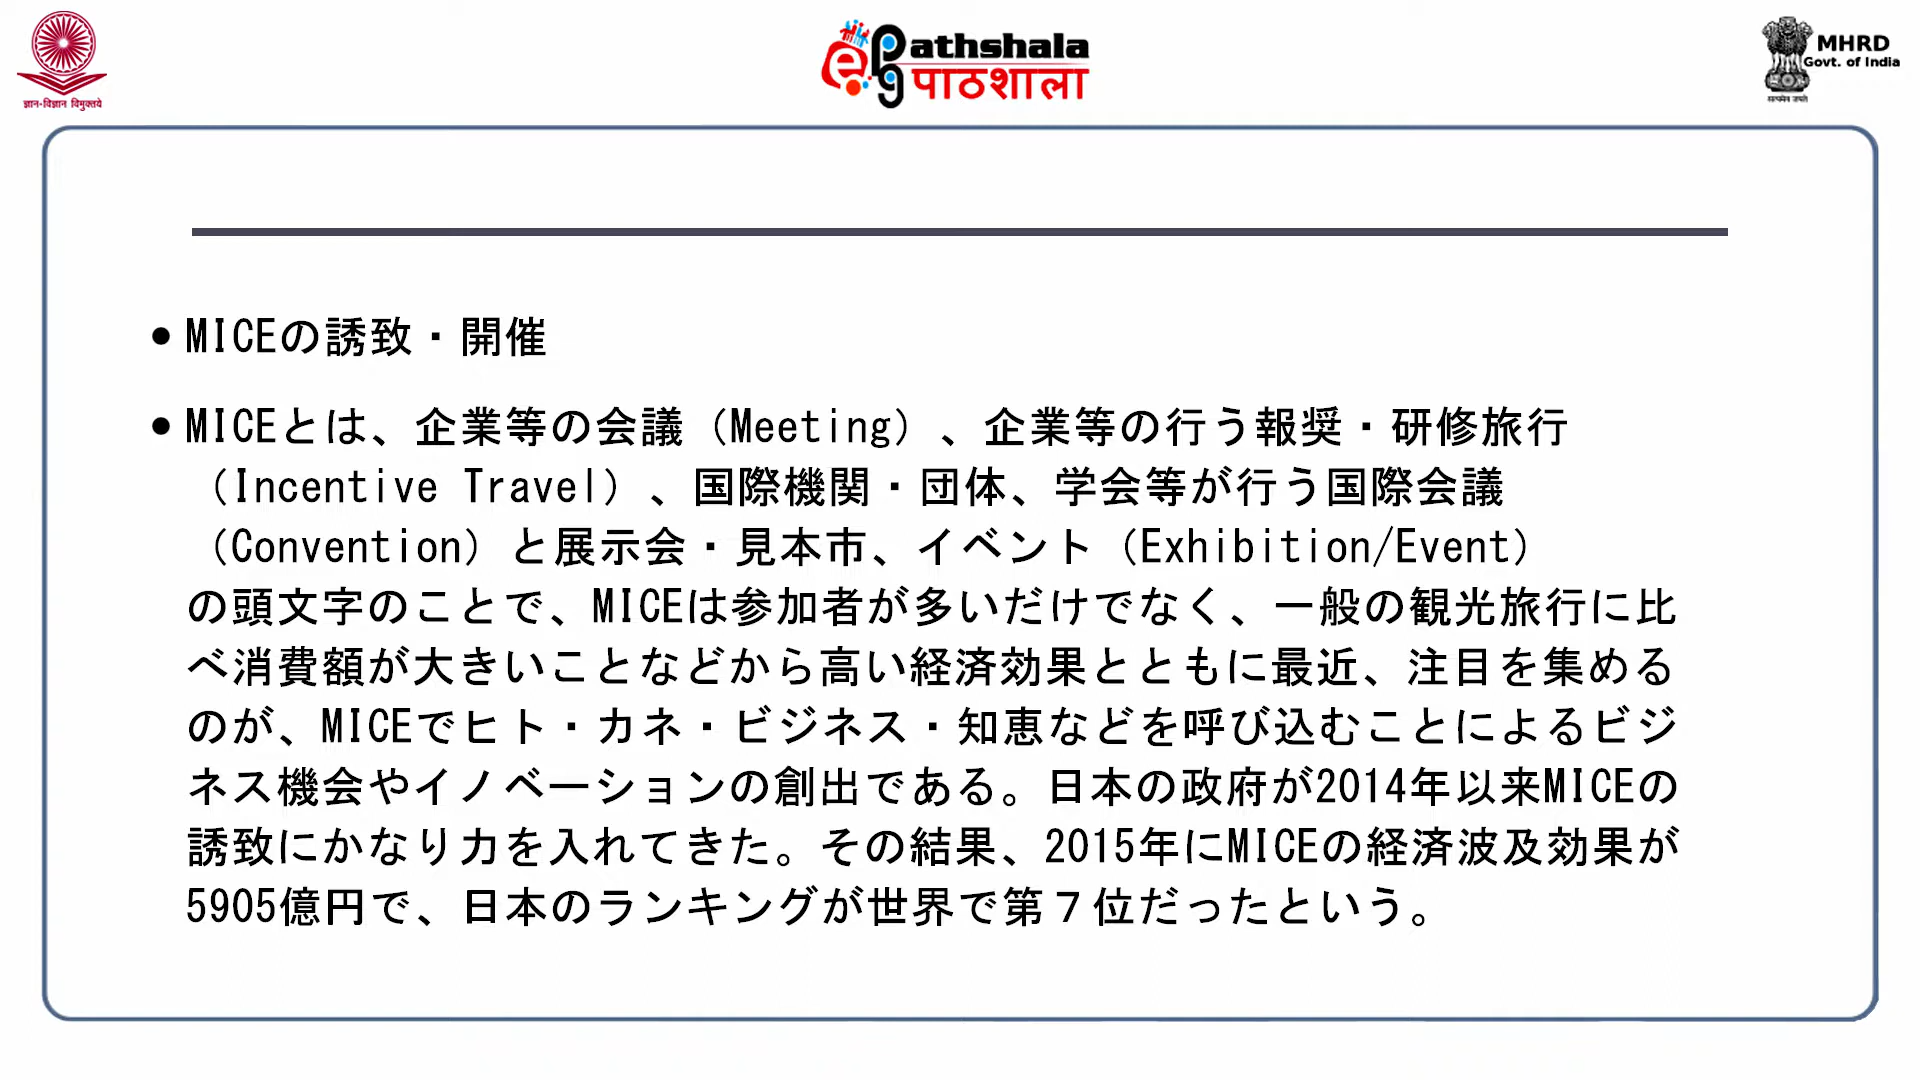 ज्ञान-विज्ञान विमुक्तये
ePg Pathshala
पाठशाला
MHRD
Govt. of India
सत्यमेव जयते
• MICEの誘致・開催
• MICEとは、企業等の会議（Meeting）、企業等の行う報奨・研修旅行
（Incentive Travel）、国際機関・団体、学会等が行う国際会議
（Convention）と展示会・見本市、イベント（Exhibition/Event）
の頭文字のことで、MICEは参加者が多いだけでなく、一般の観光旅行に比
べ消費額が大きいことなどから高い経済効果とともに最近、注目を集める
のが、MICEでヒト・カネ・ビジネス・知恵などを呼び込むことによるビジ
ネス機会やイノベーションの創出である。日本の政府が2014年以来MICEの
誘致にかなり力を入れてきた。その結果、2015年にMICEの経済波及効果が
5905億円で、日本のランキングが世界で第７位だったという。